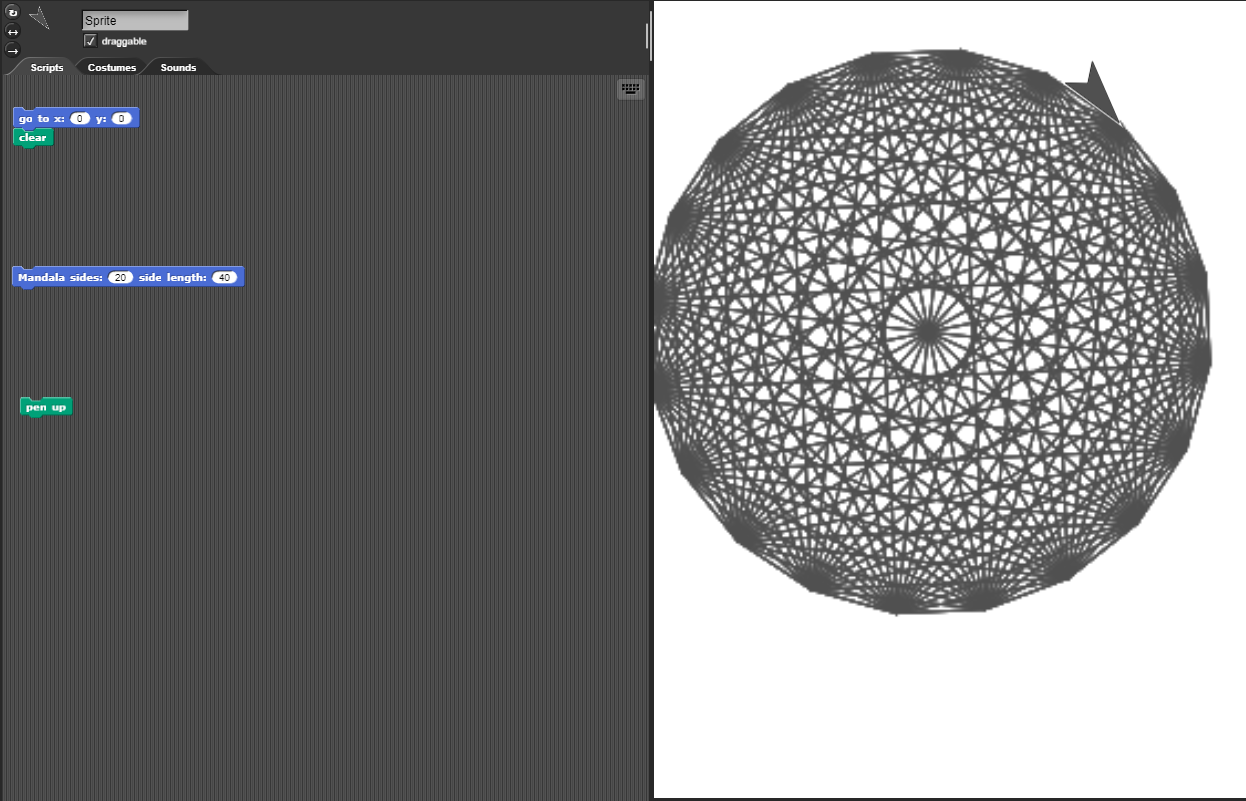 Sprite
draggable
Scripts Costumes Sounds
go to x: 0 y: 0
clear
Mandala sides: 20 side length: 40
pen up